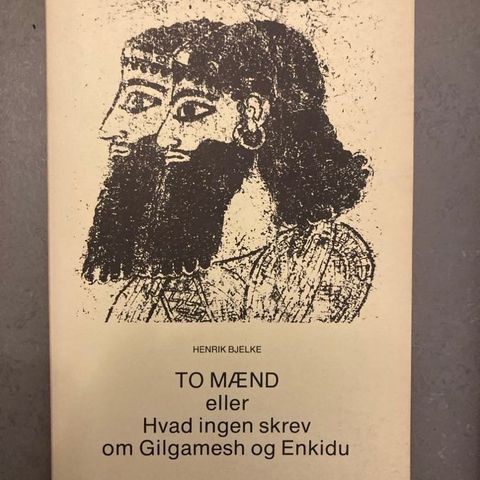 HENRIK BJELKE
TO MÆND
eller
Hvad ingen skrev
om Gilgamesh og Enkidu